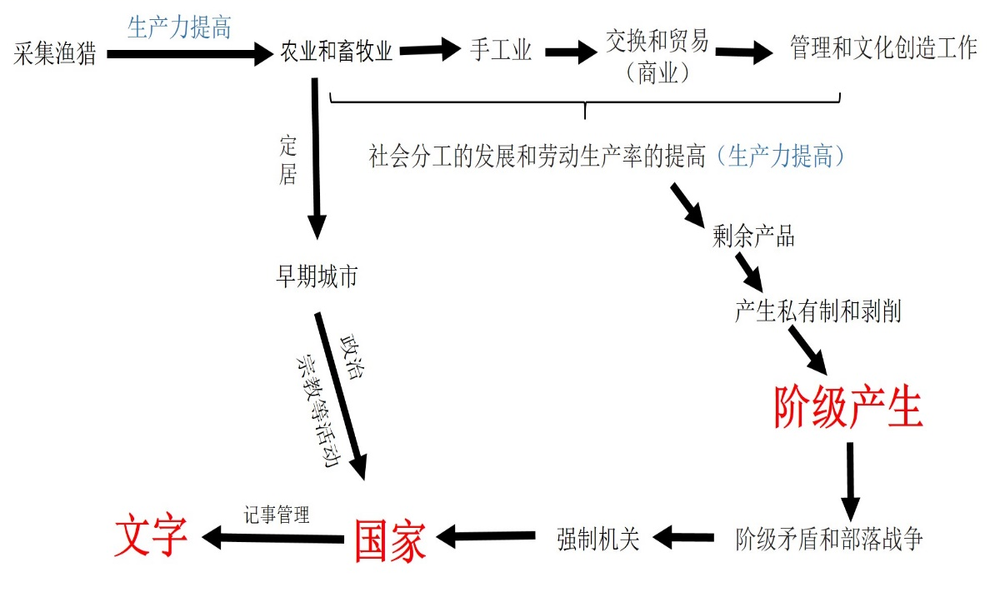 生产力提高
采集渔猎
农业和畜牧业
手工业
交换和贸易
（商业）
管理和文化创造工作
定居
社会分工的发展和劳动生产率的提高（生产力提高）
剩余产品
早期城市
产生私有制和剥削
政治
宗教等活动
阶级产生
文字
记事管理
国家
强制机关
阶级矛盾和部落战争